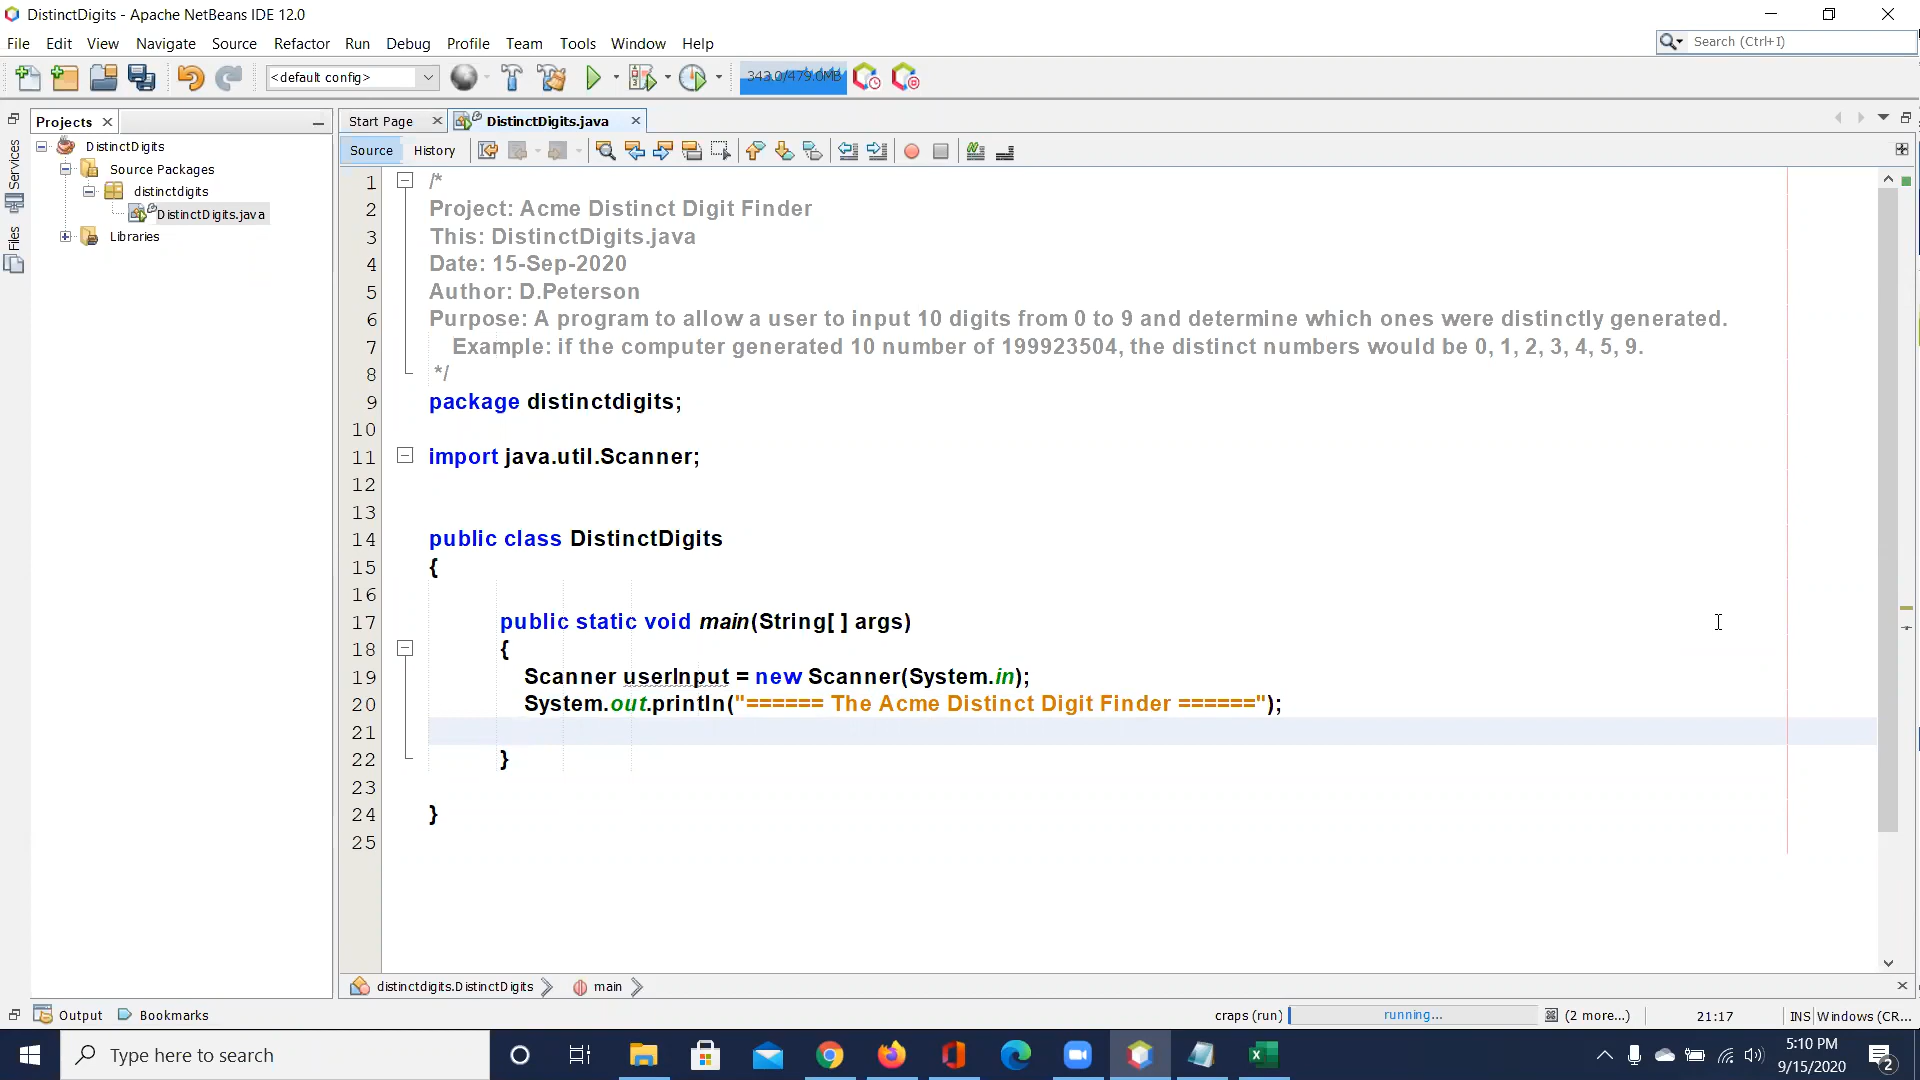 DistinctDigits - Apache NetBeans IDE 12.0
File Edit View Navigate Source Refactor Run Debug Profile Team Tools Window Help
Search (Ctrl+I)
<default config>
343.0/479.0MB
Projects
Start Page
DistinctDigits.java
Services
Files
DistinctDigits
Source Packages
distinctdigits
DistinctDigits.java
Libraries
Source History
1 /*
2 Project: Acme Distinct Digit Finder
3 This: DistinctDigits.java
4 Date: 15-Sep-2020
5 Author: D.Peterson
6 Purpose: A program to allow a user to input 10 digits from 0 to 9 and determine which ones were distinctly generated.
7 Example: if the computer generated 10 number of 199923504, the distinct numbers would be 0, 1, 2, 3, 4, 5, 9.
8 */
9 package distinctdigits;
10
11 import java.util.Scanner;
12
13
14 public class DistinctDigits
15 {
16
17 public static void main(String[ ] args)
18 {
19 Scanner userInput = new Scanner(System.in);
20 System.out.println("====== The Acme Distinct Digit Finder ======");
21
22 }
23
24 }
25
distinctdigits.DistinctDigits main
Output Bookmarks
craps (run) running... (2 more...) 21:17 INS Windows (CR...
Type here to search
5:10 PM
9/15/2020
2